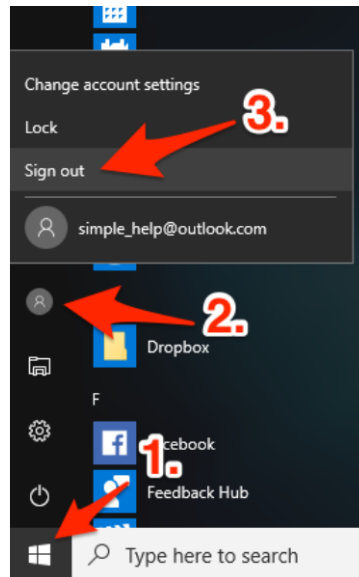 Change account settings
3.
Lock
Sign out
simple_help@outlook.com
2.
Dropbox
F
1.
cebook
Feedback Hub
Type here to search